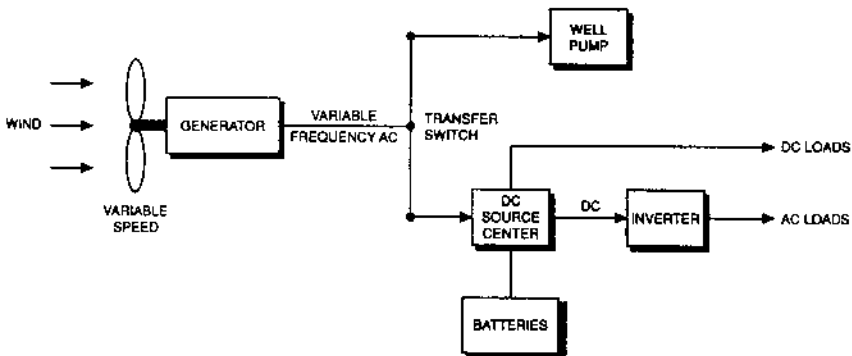 WELL
PUMP
WIND
GENERATOR
VARIABLE
FREQUENCY AC
TRANSFER
SWITCH
VARIABLE
SPEED
DC LOADS
DC
SOURCE
CENTER
DC
INVERTER
AC LOADS
BATTERIES